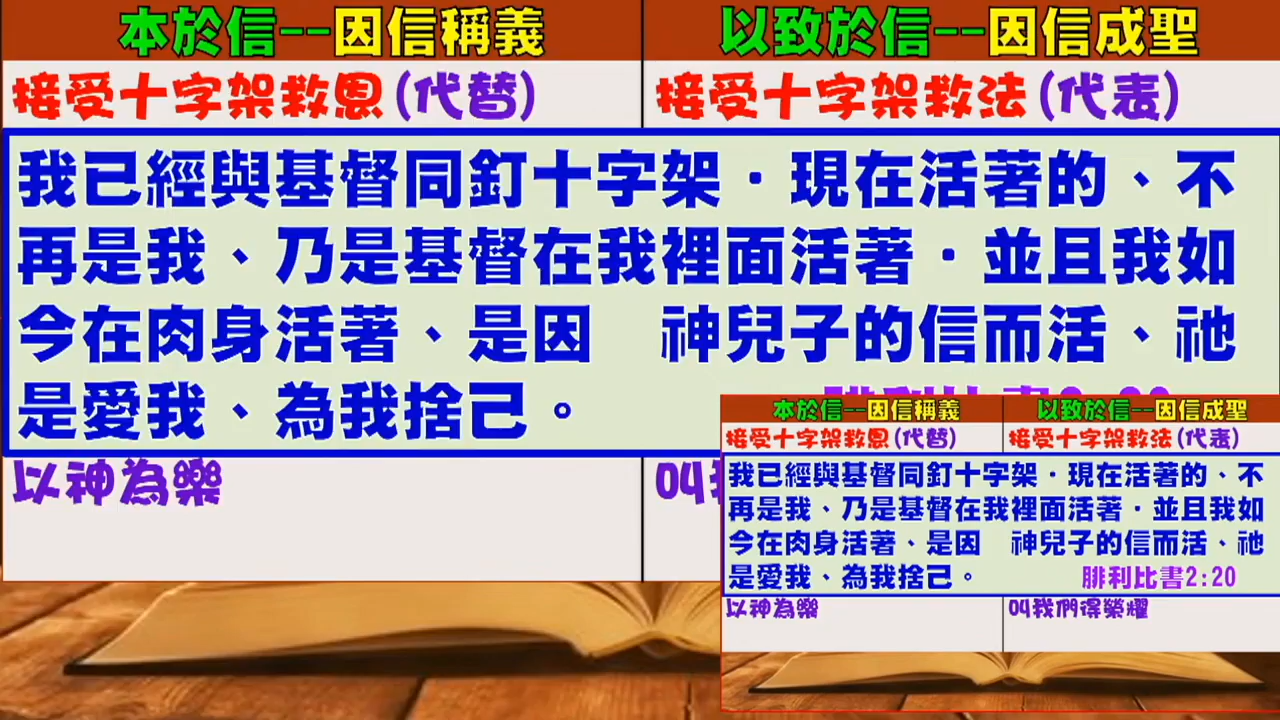 本於信--因信稱義
以致於信--因信成聖
接受十字架救恩(代替)
接受十字架救法(代表)
我已經與基督同釘十字架．現在活著的、不
再是我、乃是基督在我裡面活著．並且我如
今在肉身活著、是因　神兒子的信而活、祂
是愛我、為我捨己。
以神為樂
叫
本於信--因信稱義
以致於信--因信成聖
接受十字架救恩(代替)
接受十字架救法(代表)
我已經與基督同釘十字架．現在活著的、不
再是我、乃是基督在我裡面活著．並且我如
今在肉身活著、是因　神兒子的信而活、祂
是愛我、為我捨己。
腓利比書2:20
以神為樂
叫我們得榮耀